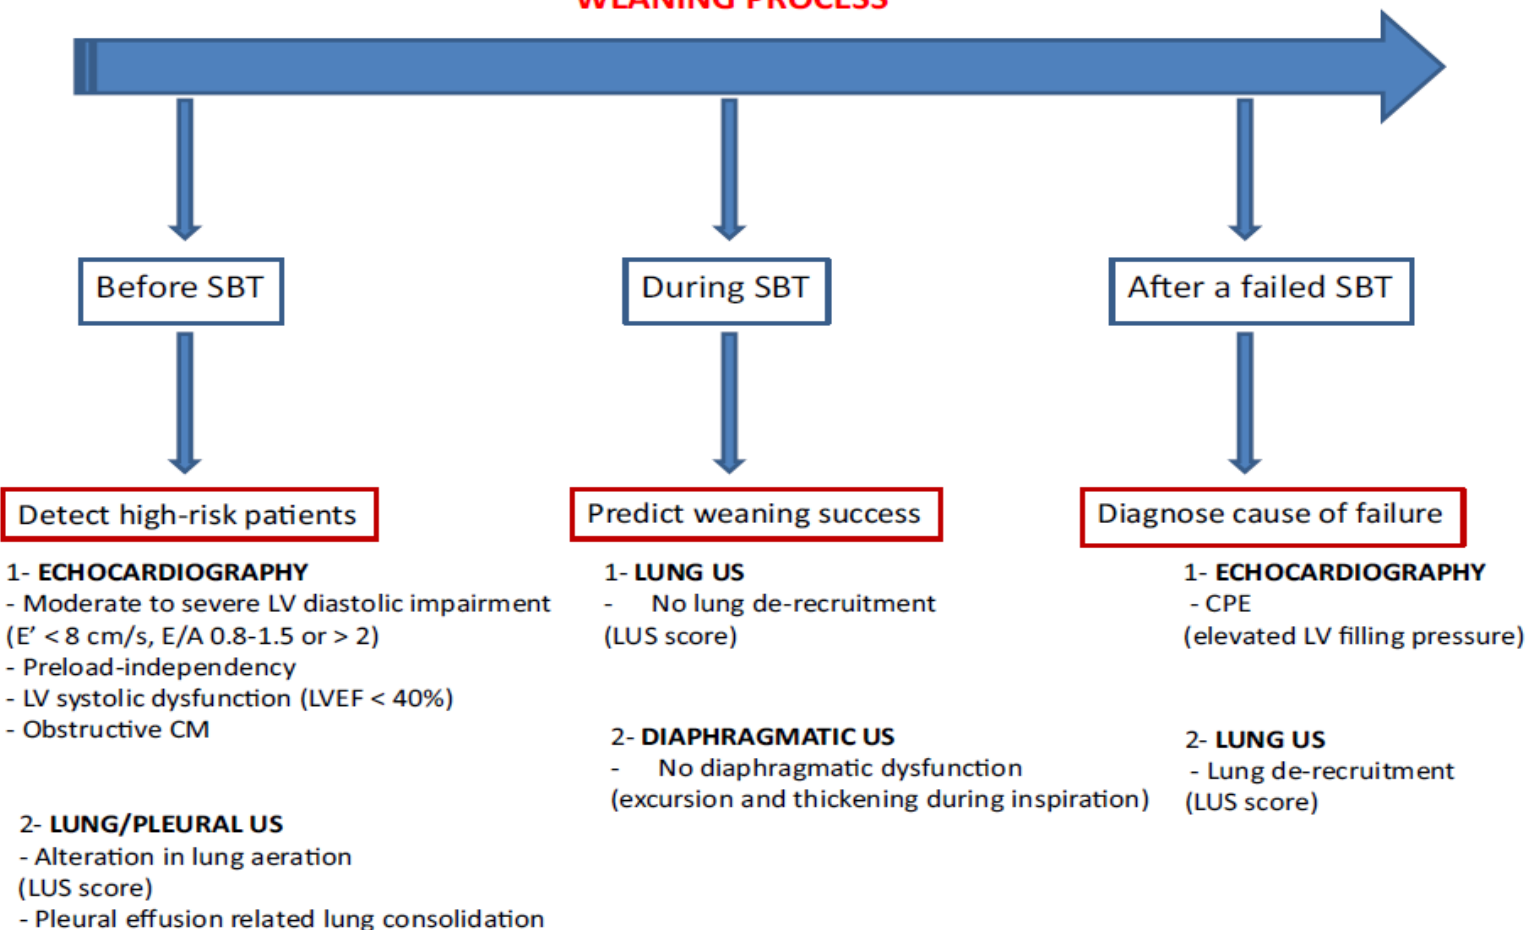 WEANING PROCESS
Before SBT
During SBT
After a failed SBT
Detect high-risk patients
Predict weaning success
Diagnose cause of failure
1- ECHOCARDIOGRAPHY
- Moderate to severe LV diastolic impairment
(E’ < 8 cm/s, E/A 0.8-1.5 or > 2)
- Preload-independency
- LV systolic dysfunction (LVEF < 40%)
- Obstructive CM
2- LUNG/PLEURAL US
- Alteration in lung aeration
(LUS score)
- Pleural effusion related lung consolidation
1- LUNG US
- No lung de-recruitment
(LUS score)
2- DIAPHRAGMATIC US
- No diaphragmatic dysfunction
(excursion and thickening during inspiration)
1- ECHOCARDIOGRAPHY
- CPE
(elevated LV filling pressure)
2- LUNG US
- Lung de-recruitment
(LUS score)